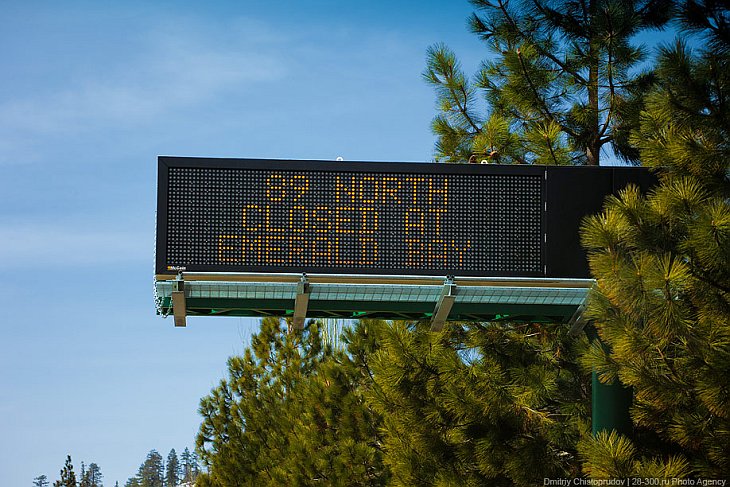 89 NORTH
CLOSED AT
EMERALD BAY
Dmitriy Chistoprudov | 28-300.ru Photo Agency